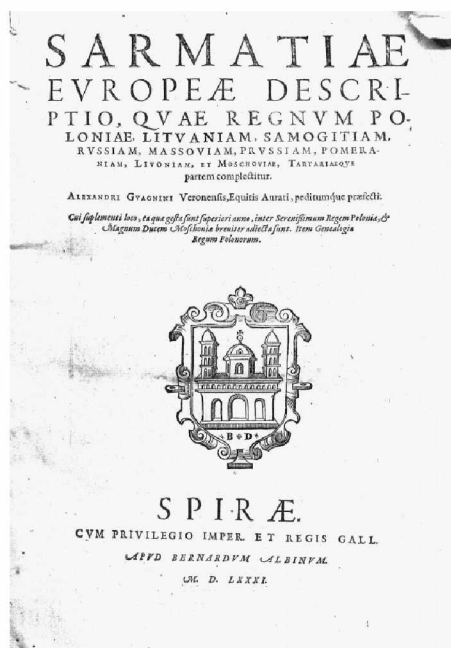 SARMATIAE
EVROPEÆ DESCRI-
PTIO, QVAE REGNVM PO-
LONIAE, LITVANIAM, SAMOGITIAM,
RVSSIAM, MASSOVIAM, PRVSSIAM, POMERA-
NIAM, LIVONIAM, ET MOSCHOVIAE, TARTARIAEQVE
partem complectitur.
ALEXANDRI GVAGNINI Veronensis, Equitis Aurati, peditumque præfecti.
Cui suplementi loco, ea quæ gesta sunt superiori anno, inter Serenissimum Regem Poloniæ, &
Magnum Ducem Moschoniæ breuiter adiecta sunt. Item Genealogia
Regum Polonorum.
B D
SPIRÆ.
CVM PRIVILEGIO IMPER. ET REGIS GALL.
APVD BERNARDVM ALBINVM.
M. D. LXXXI.